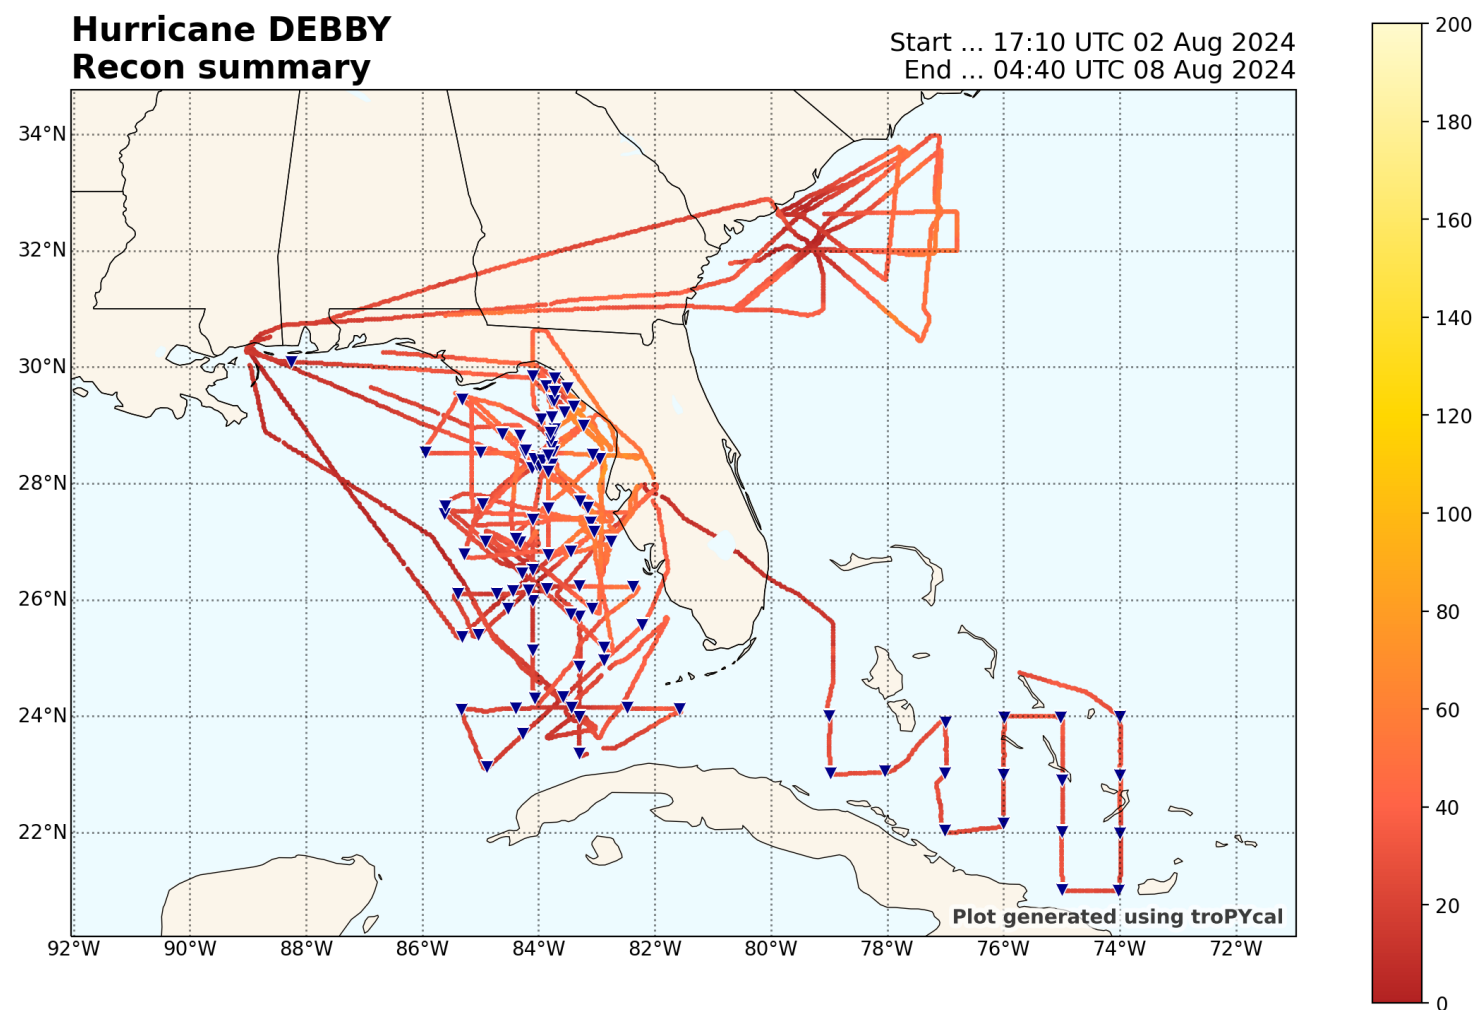 Hurricane DEBBY
Recon summary
Start ... 17:10 UTC 02 Aug 2024
End ... 04:40 UTC 08 Aug 2024
34°N
32°N
30°N
28°N
26°N
24°N
22°N
92°W 90°W 88°W 86°W 84°W 82°W 80°W 78°W 76°W 74°W 72°W
Plot generated using troPYcal
200
180
160
140
120
100
80
60
40
20
0